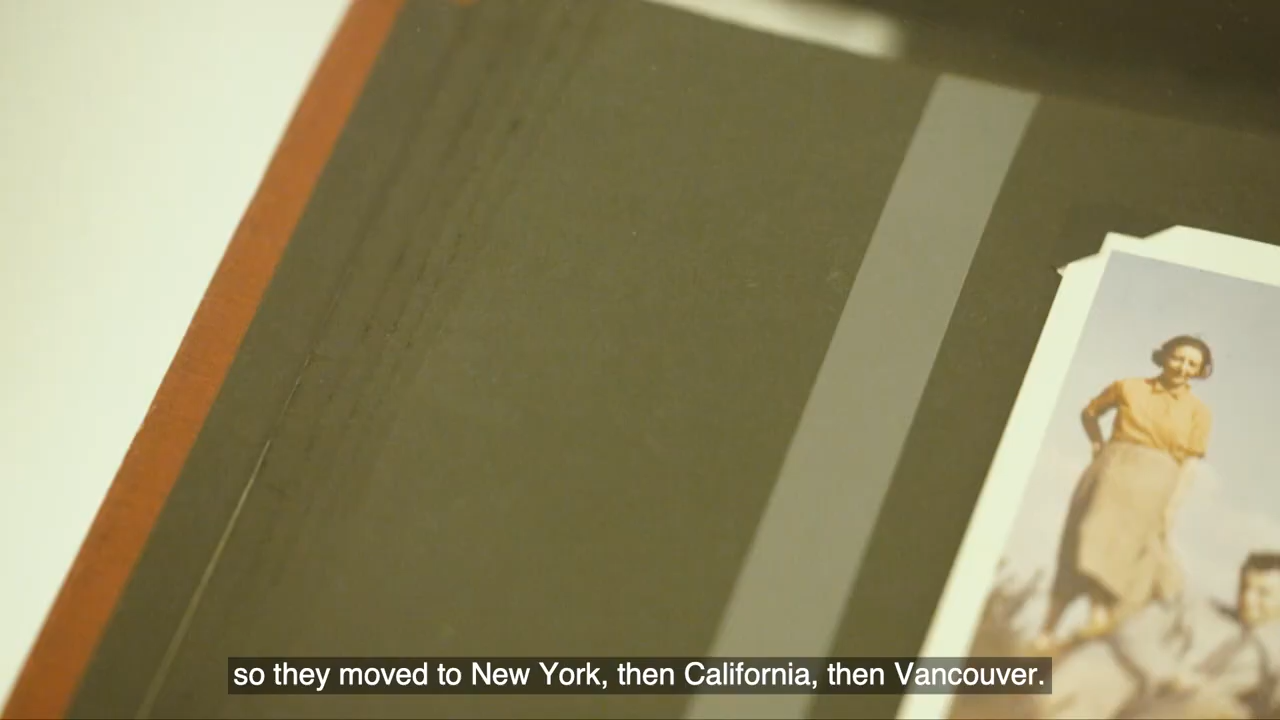 so they moved to New York, then California, then Vancouver.